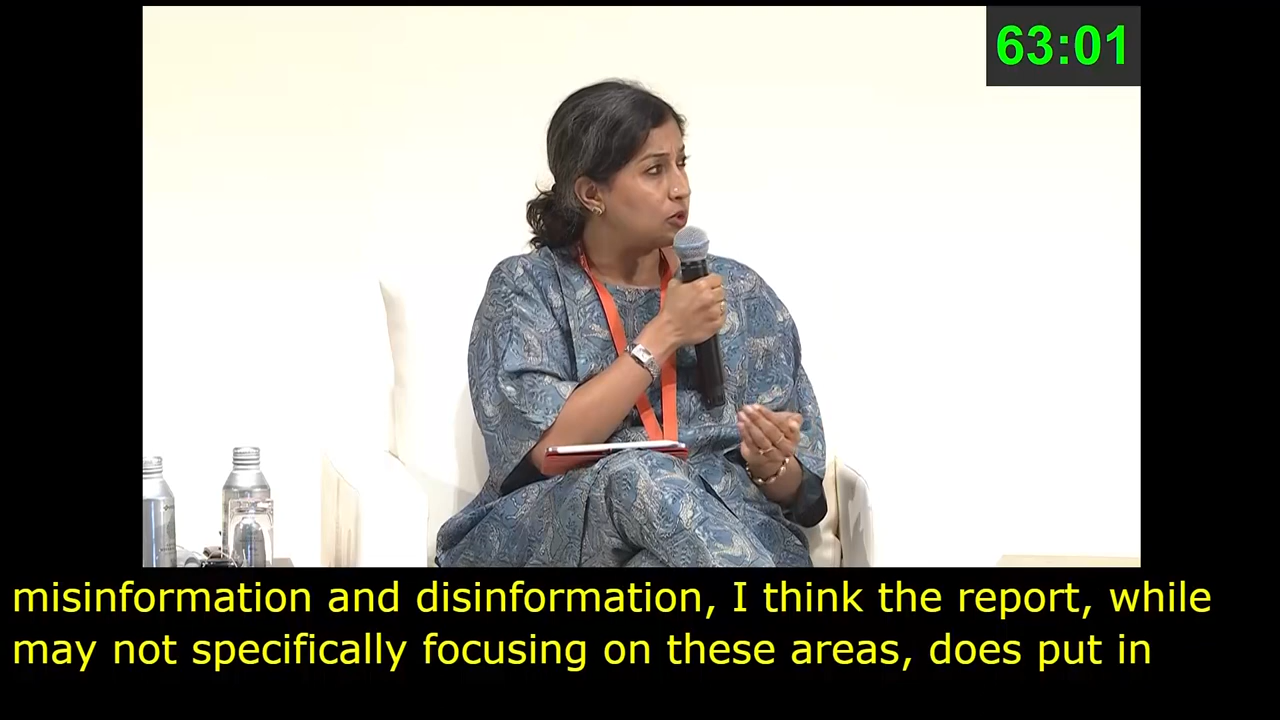 63:01
misinformation and disinformation, I think the report, while
may not specifically focusing on these areas, does put in